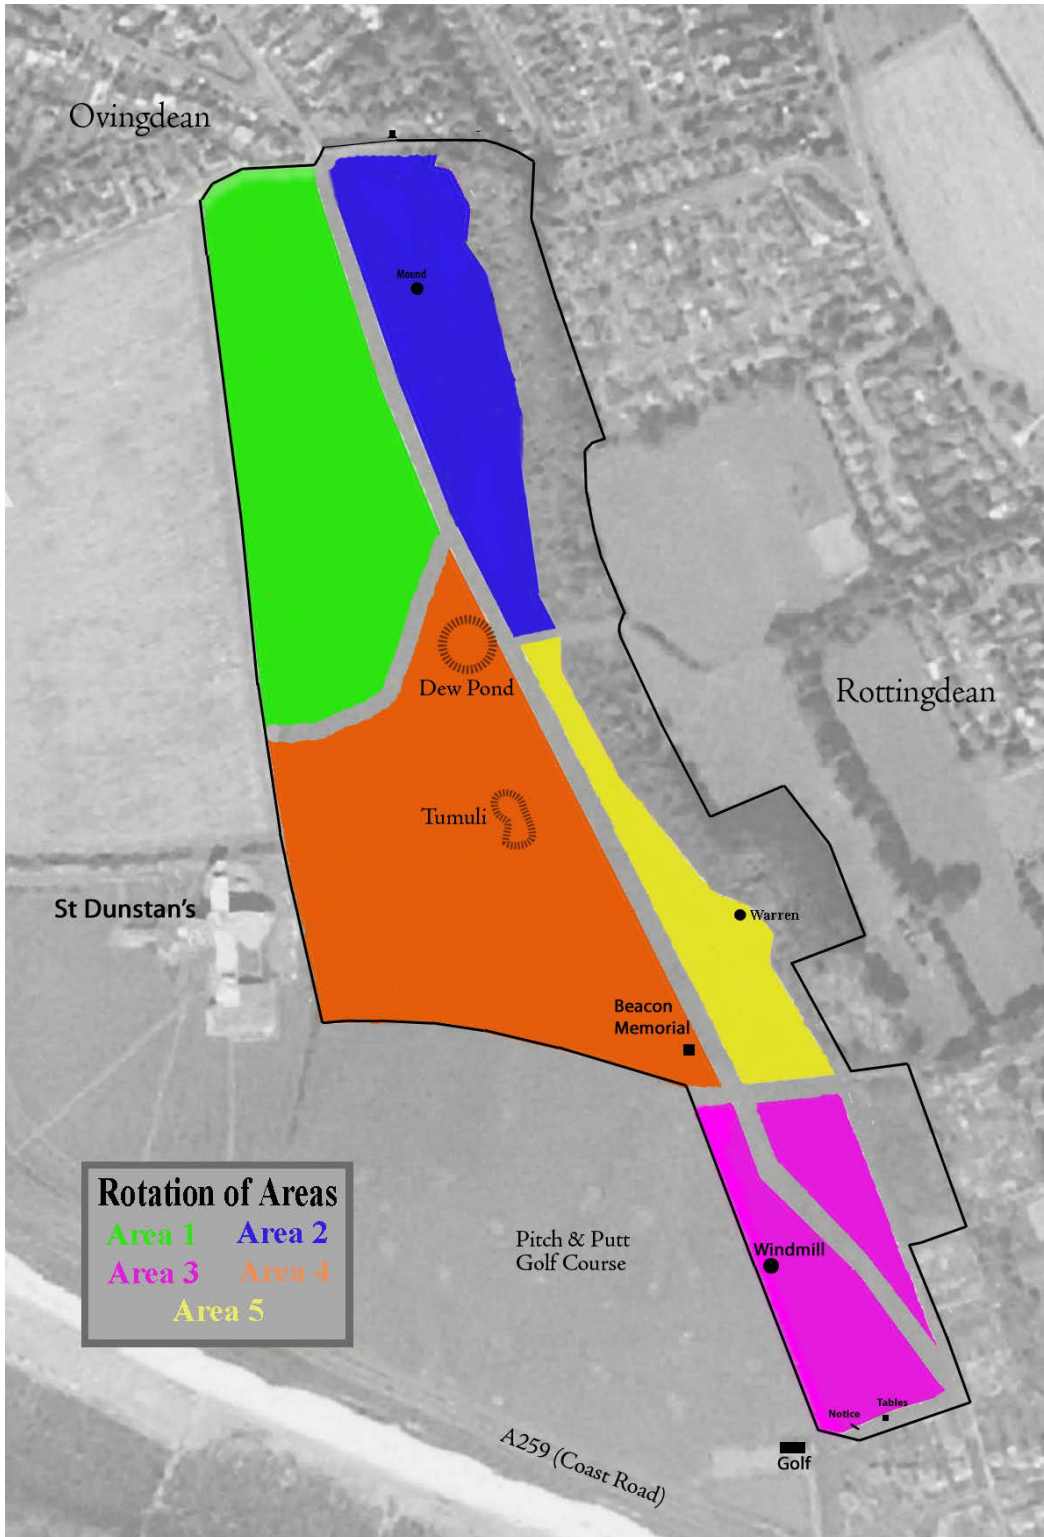 Ovingdean
Mound
Dew Pond
Rottingdean
Tumuli
St Dunstan's
Warren
Beacon
Memorial
Rotation of Areas
Area 1 Area 2
Area 3 Area 4
Area 5
Pitch & Putt
Golf Course
Windmill
Tables
Notice
A259 (Coast Road)
Golf